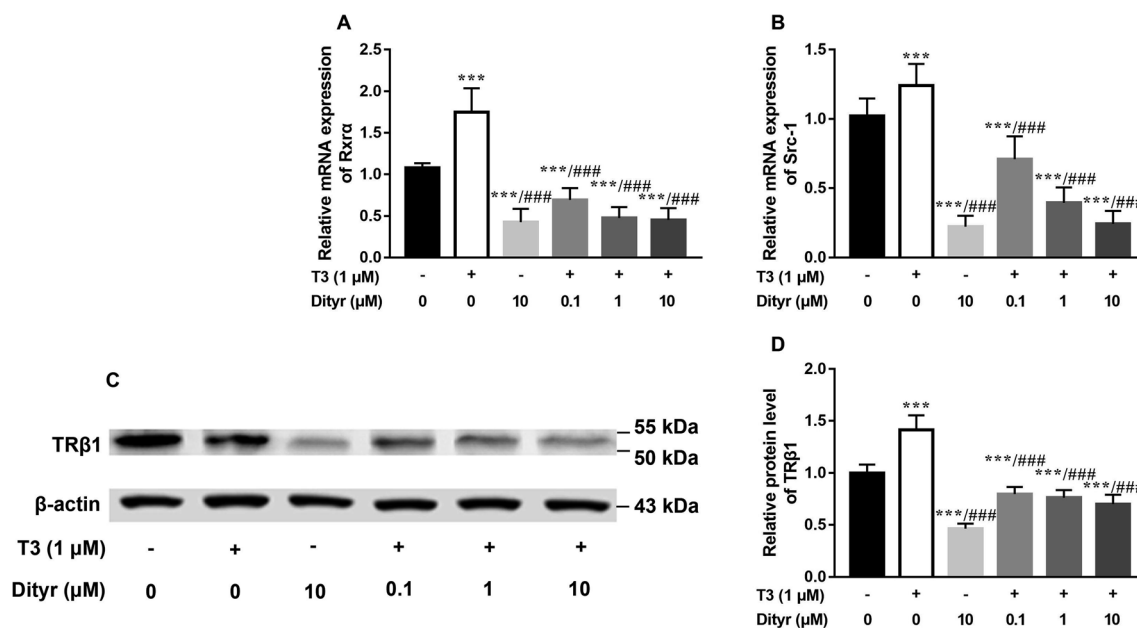 A
Relative mRNA expression
of Rxrα
2.5
2.0
1.5
1.0
0.5
0.0
***
***/###
***/###
***/###
***/###
T3 (1 μM) - + - + + +
Dityr (μM) 0 0 10 0.1 1 10
B
Relative mRNA expression
of Src-1
1.5
1.0
0.5
0.0
***
***/###
***/###
***/###
***/###
T3 (1 μM) - + - + + +
Dityr (μM) 0 0 10 0.1 1 10
C
TRβ1
55 kDa
50 kDa
β-actin
43 kDa
T3 (1 μM) - + - + + +
Dityr (μM) 0 0 10 0.1 1 10
D
Relative protein level
of TRβ1
2.0
1.5
1.0
0.5
0.0
***
***/###
***/###
***/###
***/###
T3 (1 μM) - + - + + +
Dityr (μM) 0 0 10 0.1 1 10